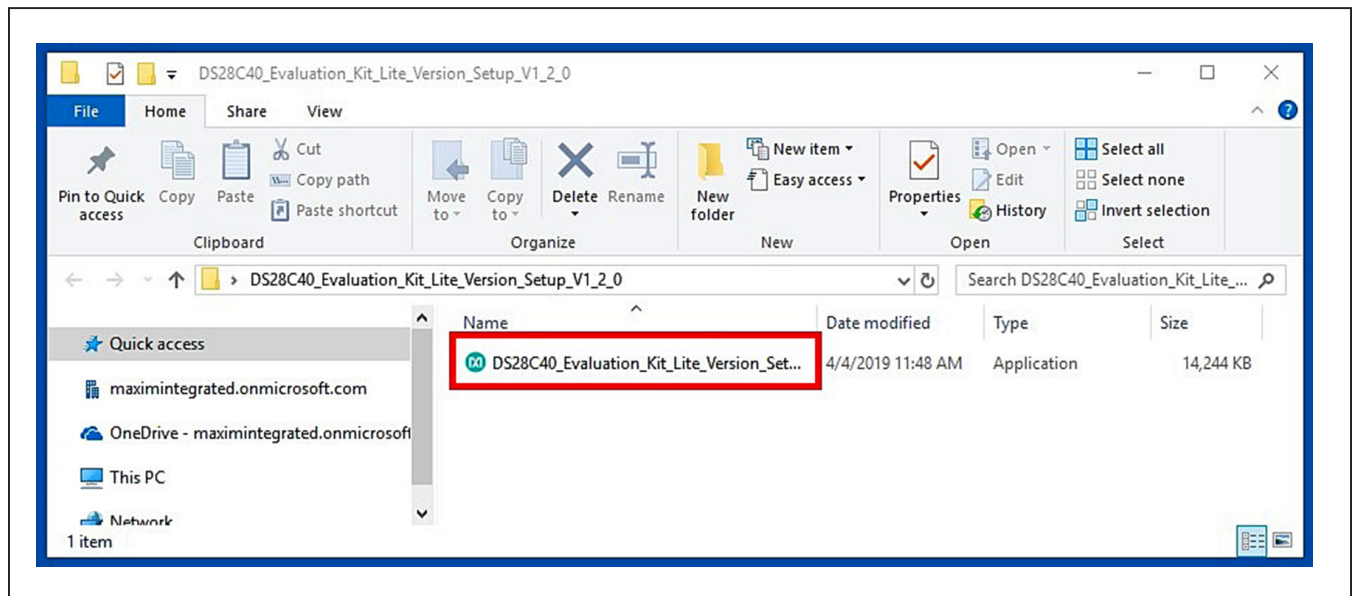 DS28C40_Evaluation_Kit_Lite_Version_Setup_V1_2_0
File Home Share View
Pin to Quick access
Copy
Paste
Cut
Copy path
Paste shortcut
Clipboard
Move to
Copy to
Delete
Rename
Organize
New folder
New item
Easy access
New
Properties
Open
Edit
History
Open
Select all
Select none
Invert selection
Select
DS28C40_Evaluation_Kit_Lite_Version_Setup_V1_2_0
Search DS28C40_Evaluation_Kit_Lite_...
Name Date modified Type Size
DS28C40_Evaluation_Kit_Lite_Version_Set... 4/4/2019 11:48 AM Application 14,244 KB
Quick access
maximintegrated.onmicrosoft.com
OneDrive - maximintegrated.onmicrosoft
This PC
Network
1 item